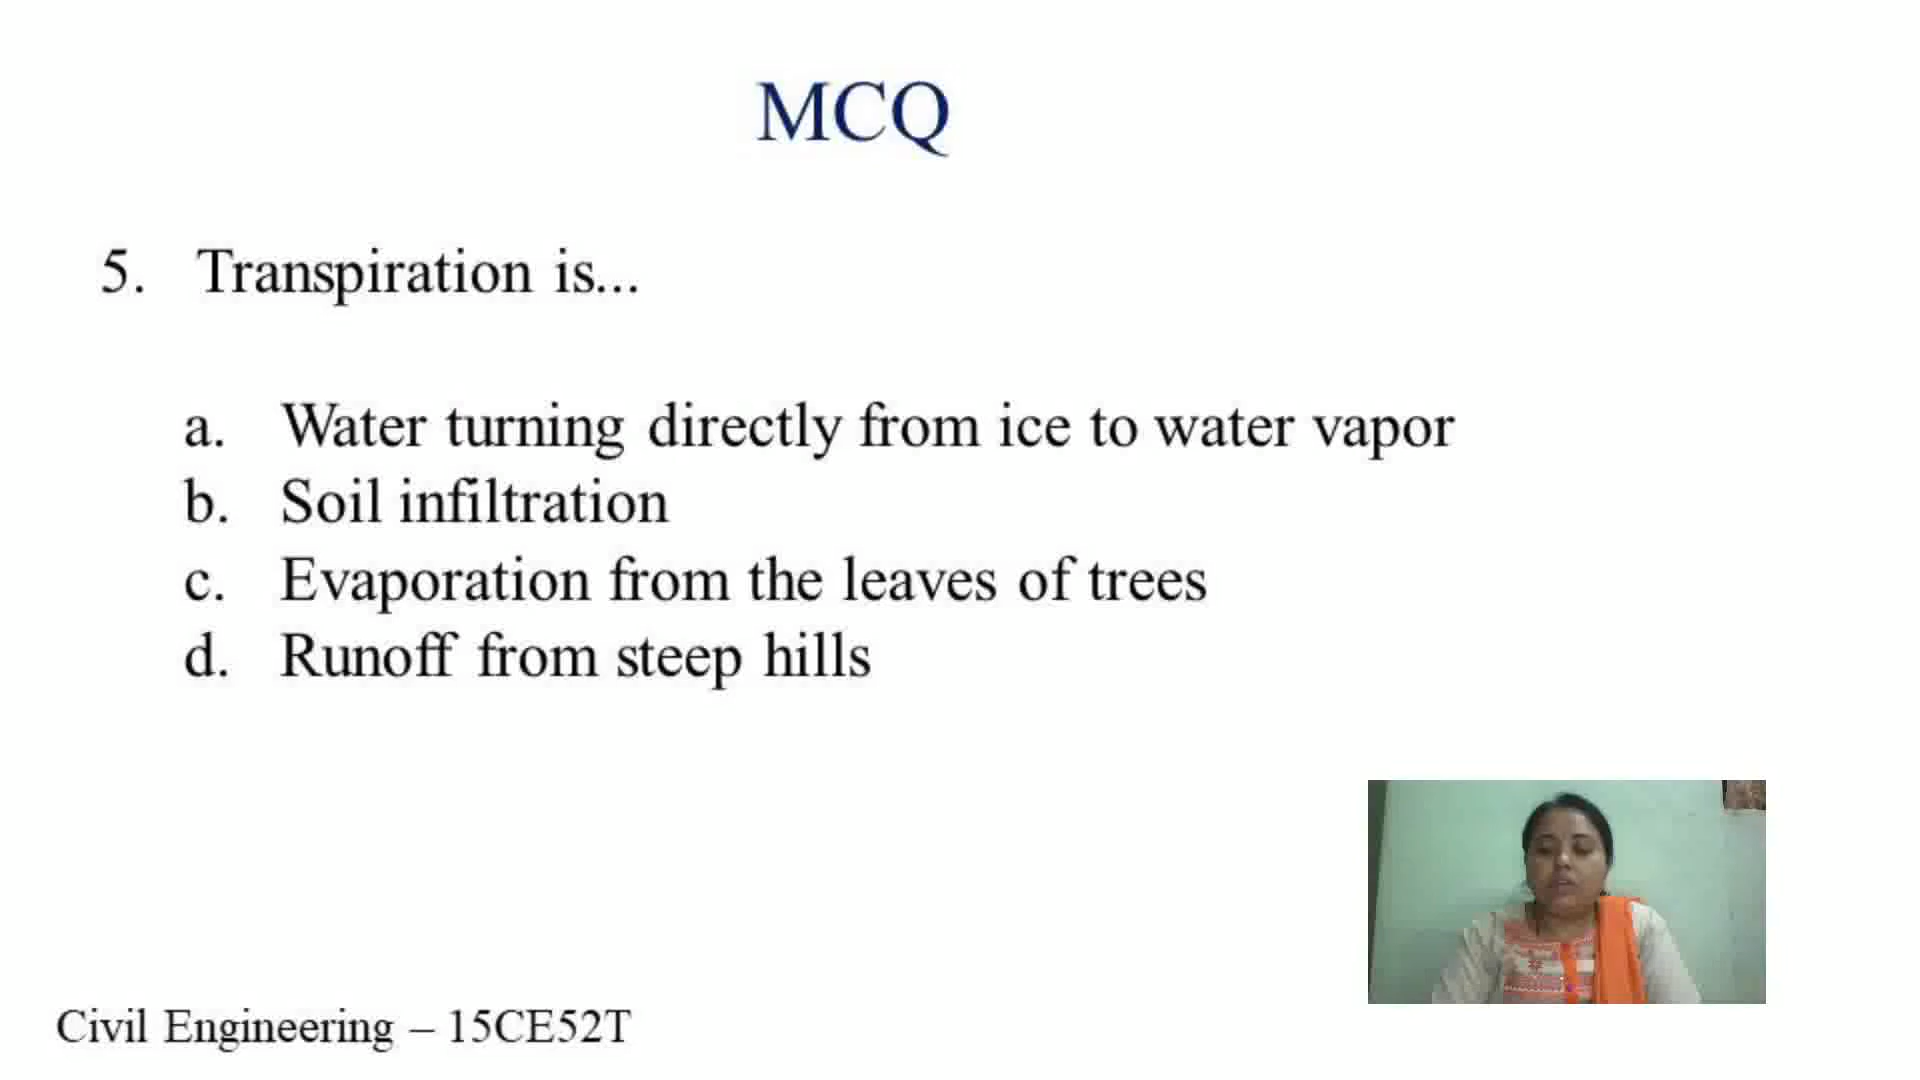 MCQ
5. Transpiration is...
a. Water turning directly from ice to water vapor
b. Soil infiltration
c. Evaporation from the leaves of trees
d. Runoff from steep hills
Civil Engineering – 15CE52T